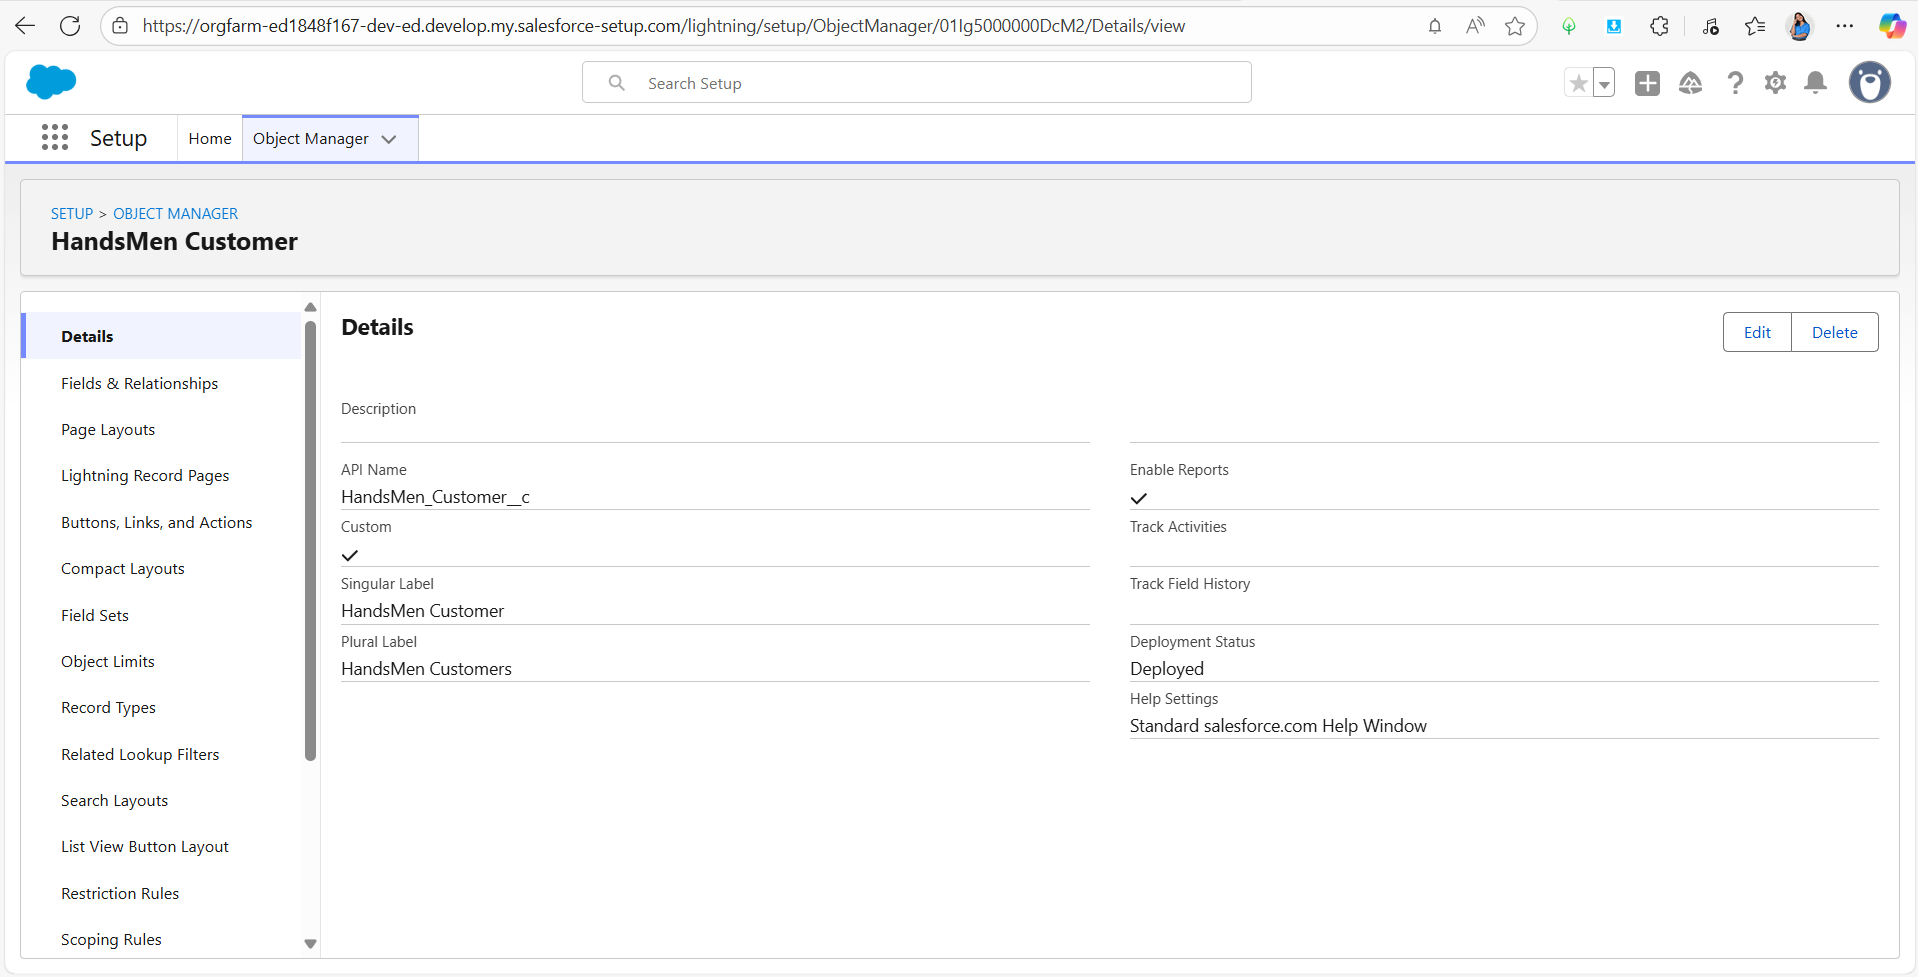 https://orgfarm-ed1848f167-dev-ed.develop.my.salesforce-setup.com/lightning/setup/ObjectManager/01Ig5000000DcM2/Details/view
Search Setup
Setup
Home
Object Manager
SETUP > OBJECT MANAGER
HandsMen Customer
Details
Fields & Relationships
Page Layouts
Lightning Record Pages
Buttons, Links, and Actions
Compact Layouts
Field Sets
Object Limits
Record Types
Related Lookup Filters
Search Layouts
List View Button Layout
Restriction Rules
Scoping Rules
Details
Edit
Delete
Description
API Name
HandsMen_Customer__c
Custom
Singular Label
HandsMen Customer
Plural Label
HandsMen Customers
Enable Reports
Track Activities
Track Field History
Deployment Status
Deployed
Help Settings
Standard salesforce.com Help Window